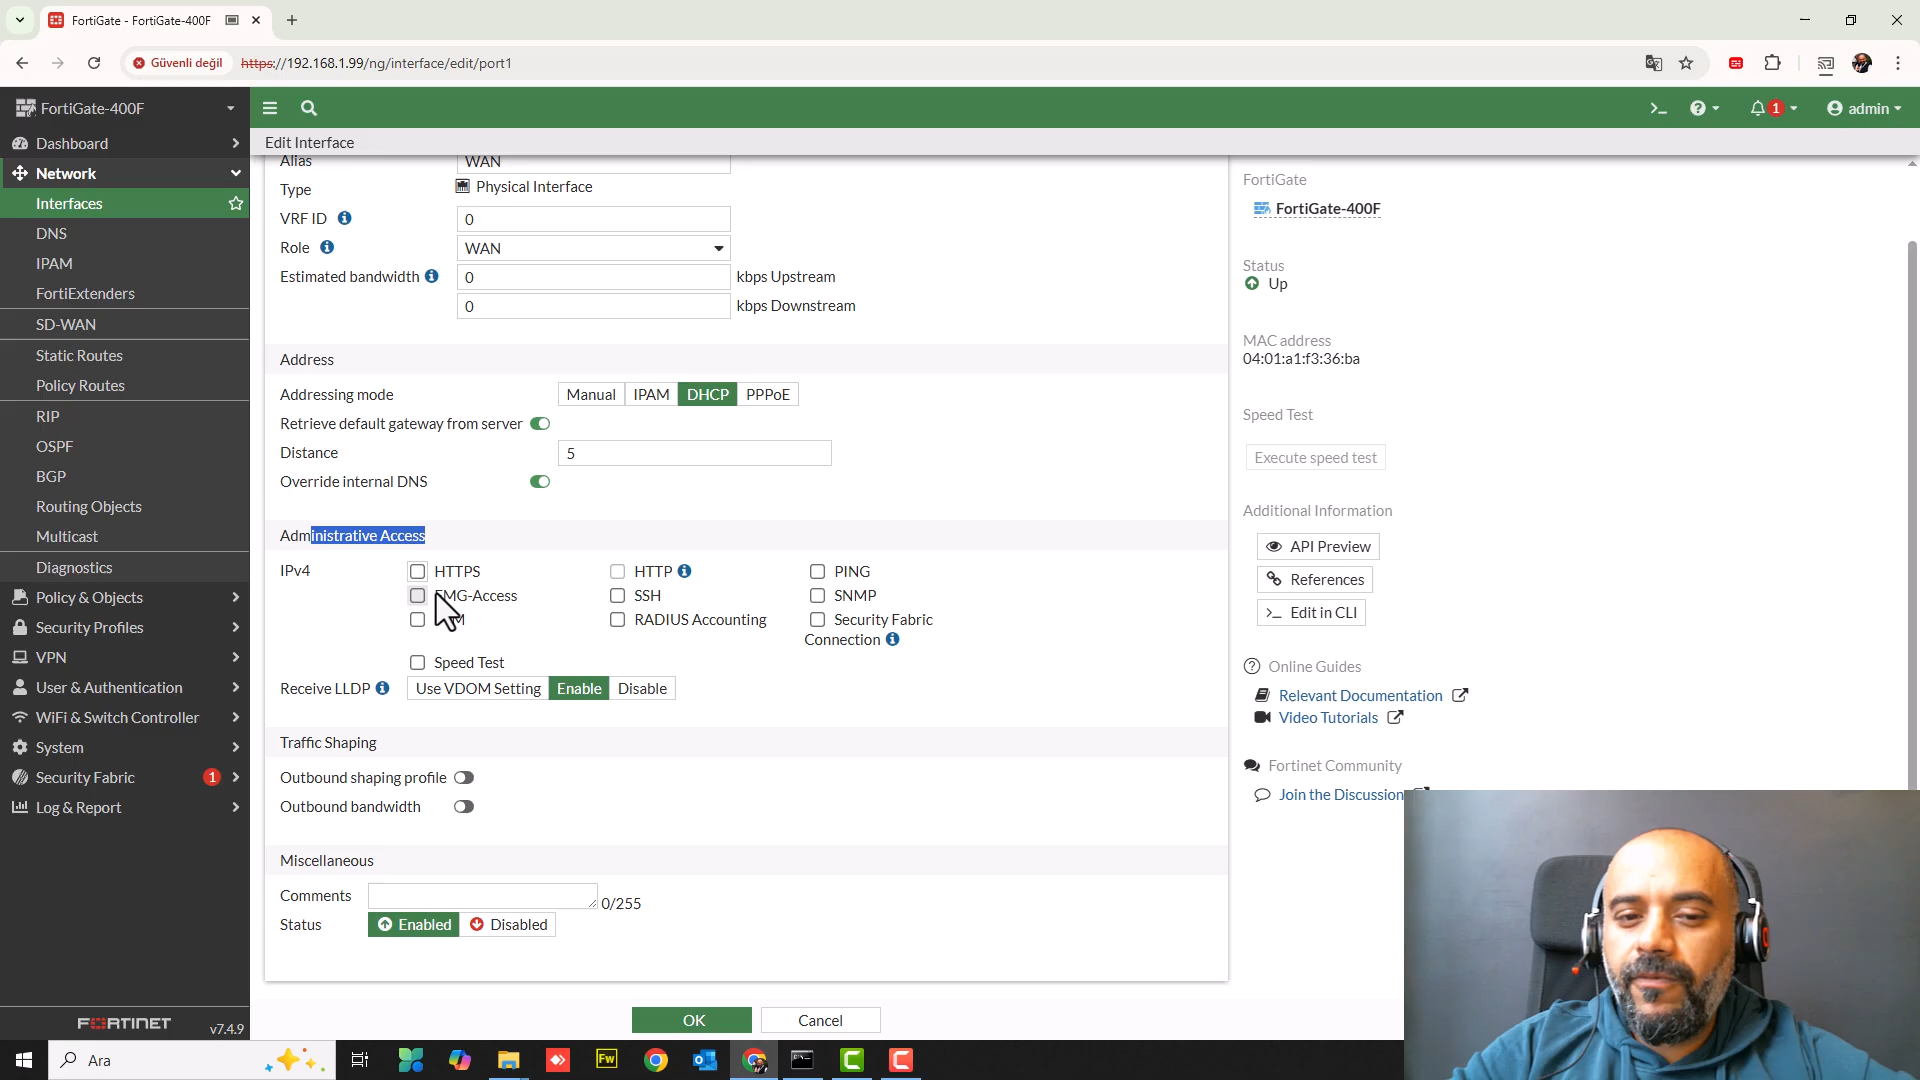 FortiGate - FortiGate-400F
Güvenli değil
https://192.168.1.99/ng/interface/edit/port1
FortiGate-400F
1
admin
Dashboard
Network
Interfaces
DNS
IPAM
FortiExtenders
SD-WAN
Static Routes
Policy Routes
RIP
OSPF
BGP
Routing Objects
Multicast
Diagnostics
Policy & Objects
Security Profiles
VPN
User & Authentication
WiFi & Switch Controller
System
Security Fabric 1
Log & Report
FORTINET v7.4.9
Edit Interface
Alias WAN
Type Physical Interface
VRF ID 0
Role WAN
Estimated bandwidth 0 kbps Upstream
0 kbps Downstream
Address
Addressing mode Manual IPAM DHCP PPPoE
Retrieve default gateway from server
Distance 5
Override internal DNS
Administrative Access
IPv4 HTTPS HTTP PING
FMG-Access SSH SNMP
RADIUS Accounting Security Fabric
Connection
Speed Test
Receive LLDP Use VDOM Setting Enable Disable
Traffic Shaping
Outbound shaping profile
Outbound bandwidth
Miscellaneous
Comments 0/255
Status Enabled Disabled
OK Cancel
FortiGate
FortiGate-400F
Status
Up
MAC address
04:01:a1:f3:36:ba
Speed Test
Execute speed test
Additional Information
API Preview
References
Edit in CLI
Online Guides
Relevant Documentation
Video Tutorials
Fortinet Community
Join the Discussion
Ara
Fw